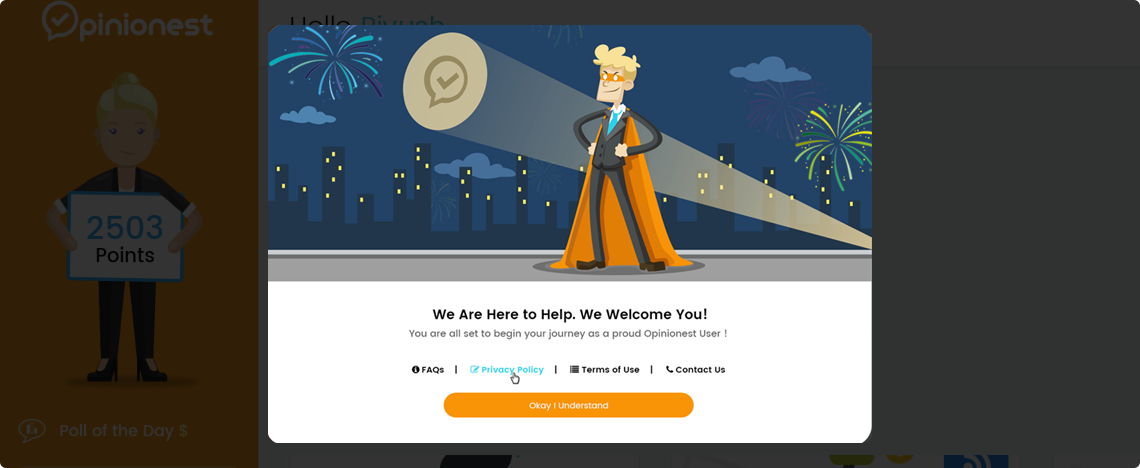 Opinionest
Hello, Piyush
2503
Points
Poll of the Day $
We Are Here to Help. We Welcome You!
You are all set to begin your journey as a proud Opinionest User !
FAQs | Privacy Policy | Terms of Use | Contact Us
Okay I Understand